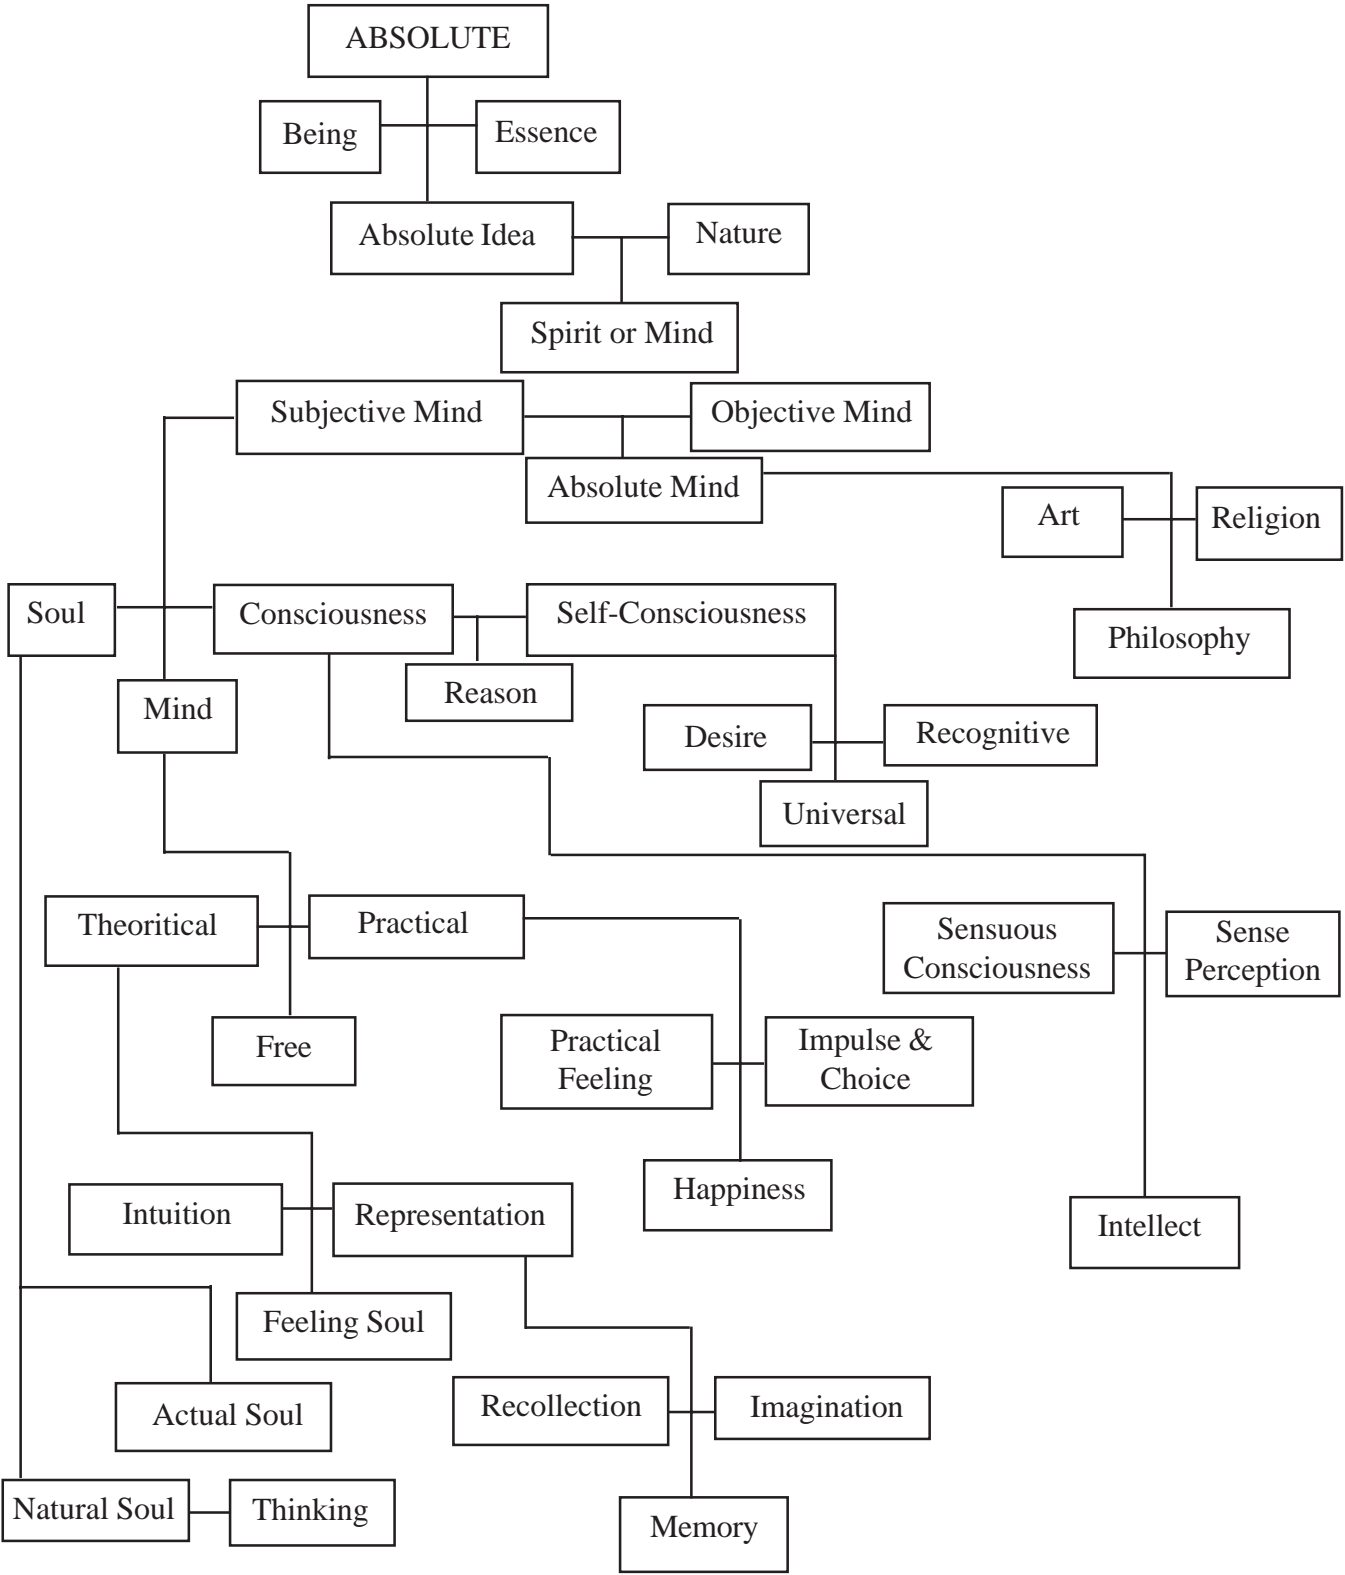 ABSOLUTE
Being
Essence
Absolute Idea
Nature
Spirit or Mind
Subjective Mind
Objective Mind
Absolute Mind
Art
Religion
Philosophy
Soul
Consciousness
Self-Consciousness
Reason
Mind
Desire
Recognitive
Universal
Theoritical
Practical
Sensuous
Consciousness
Sense
Perception
Free
Practical
Feeling
Impulse &
Choice
Happiness
Intuition
Representation
Intellect
Feeling Soul
Actual Soul
Recollection
Imagination
Natural Soul
Thinking
Memory